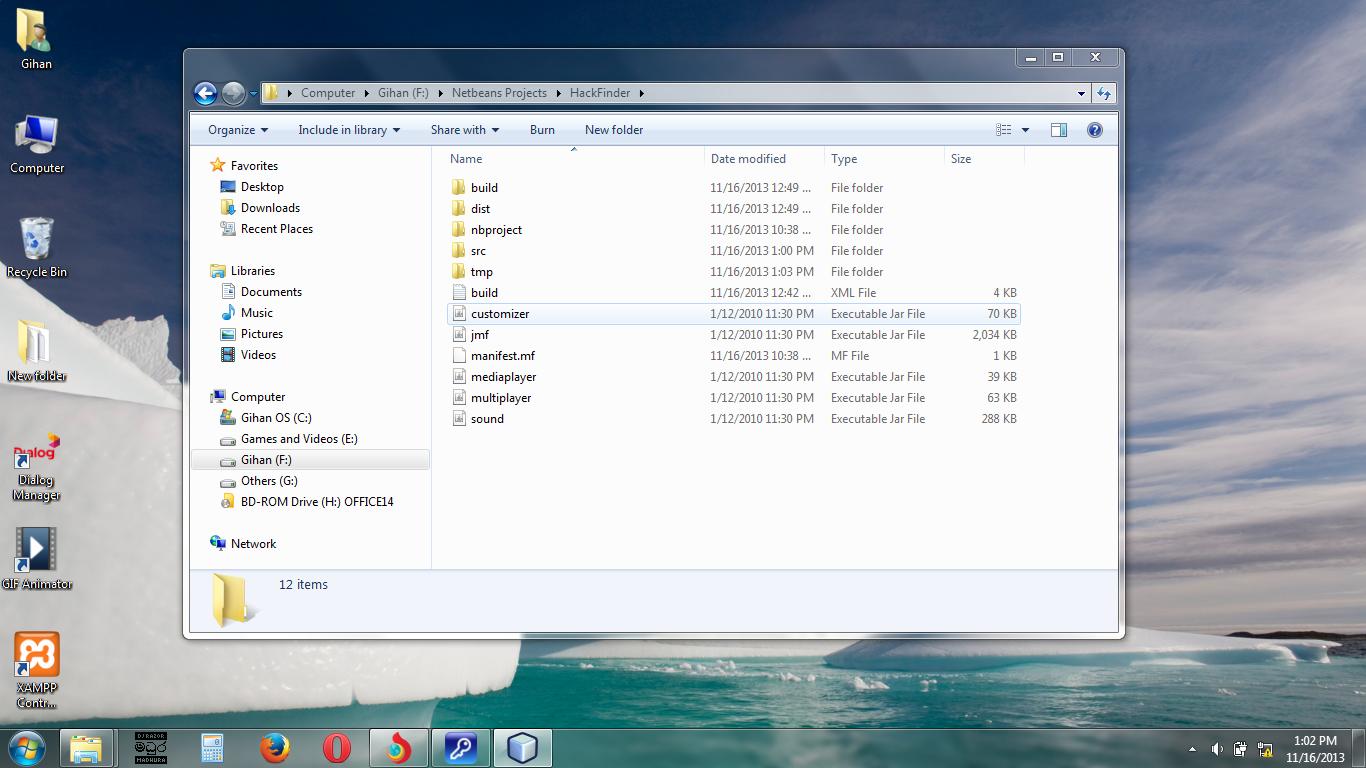 Gihan
Computer
Recycle Bin
New folder
Dialog
Dialog
Manager
GIF Animator
XAMPP
Contr...
Computer Gihan (F:) Netbeans Projects HackFinder
Organize Include in library Share with Burn New folder
Favorites
Desktop
Downloads
Recent Places
Libraries
Documents
Music
Pictures
Videos
Computer
Gihan OS (C:)
Games and Videos (E:)
Gihan (F:)
Others (G:)
BD-ROM Drive (H:) OFFICE14
Network
Name Date modified Type Size
build 11/16/2013 12:49 ... File folder
dist 11/16/2013 12:49 ... File folder
nbproject 11/16/2013 10:38 ... File folder
src 11/16/2013 1:00 PM File folder
tmp 11/16/2013 1:03 PM File folder
build 11/16/2013 12:42 ... XML File 4 KB
customizer 1/12/2010 11:30 PM Executable Jar File 70 KB
jmf 1/12/2010 11:30 PM Executable Jar File 2,034 KB
manifest.mf 11/16/2013 10:38 ... MF File 1 KB
mediaplayer 1/12/2010 11:30 PM Executable Jar File 39 KB
multiplayer 1/12/2010 11:30 PM Executable Jar File 63 KB
sound 1/12/2010 11:30 PM Executable Jar File 288 KB
12 items
DJ RAZOR
MADHURA
1:02 PM
11/16/2013